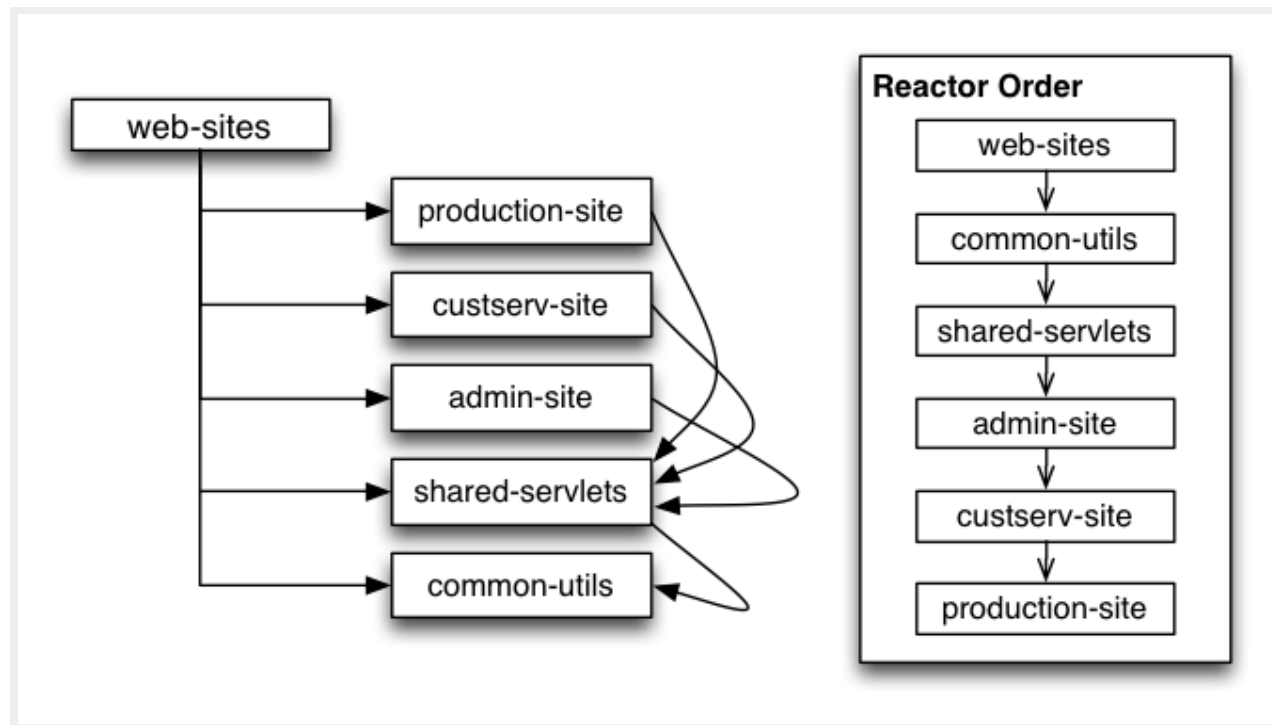 web-sites
production-site
custserv-site
admin-site
shared-servlets
common-utils
Reactor Order
web-sites
common-utils
shared-servlets
admin-site
custserv-site
production-site